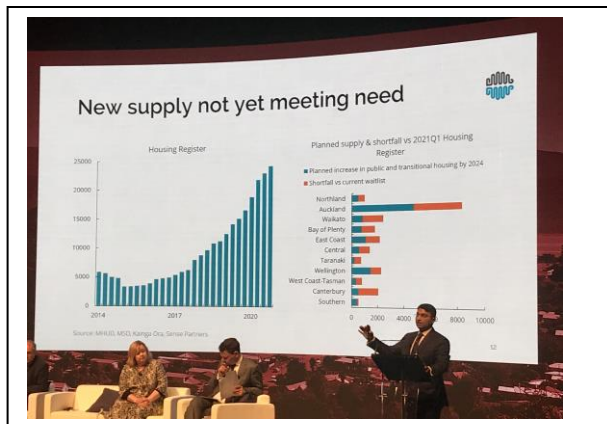 New supply not yet meeting need
Housing Register
25000
20000
15000
10000
5000
0
2014
2017
2020
Planned supply & shortfall vs 2021Q1 Housing
Register
Planned increase in public and transitional housing by 2024
Shortfall vs current waitlist
Northland
Auckland
Waikato
Bay of Plenty
East Coast
Central
Taranaki
Wellington
West Coast-Tasman
Canterbury
Southern
0
2000
4000
6000
8000
10000
Source: MHUD, MSD, Kainga Ora, Sense Partners